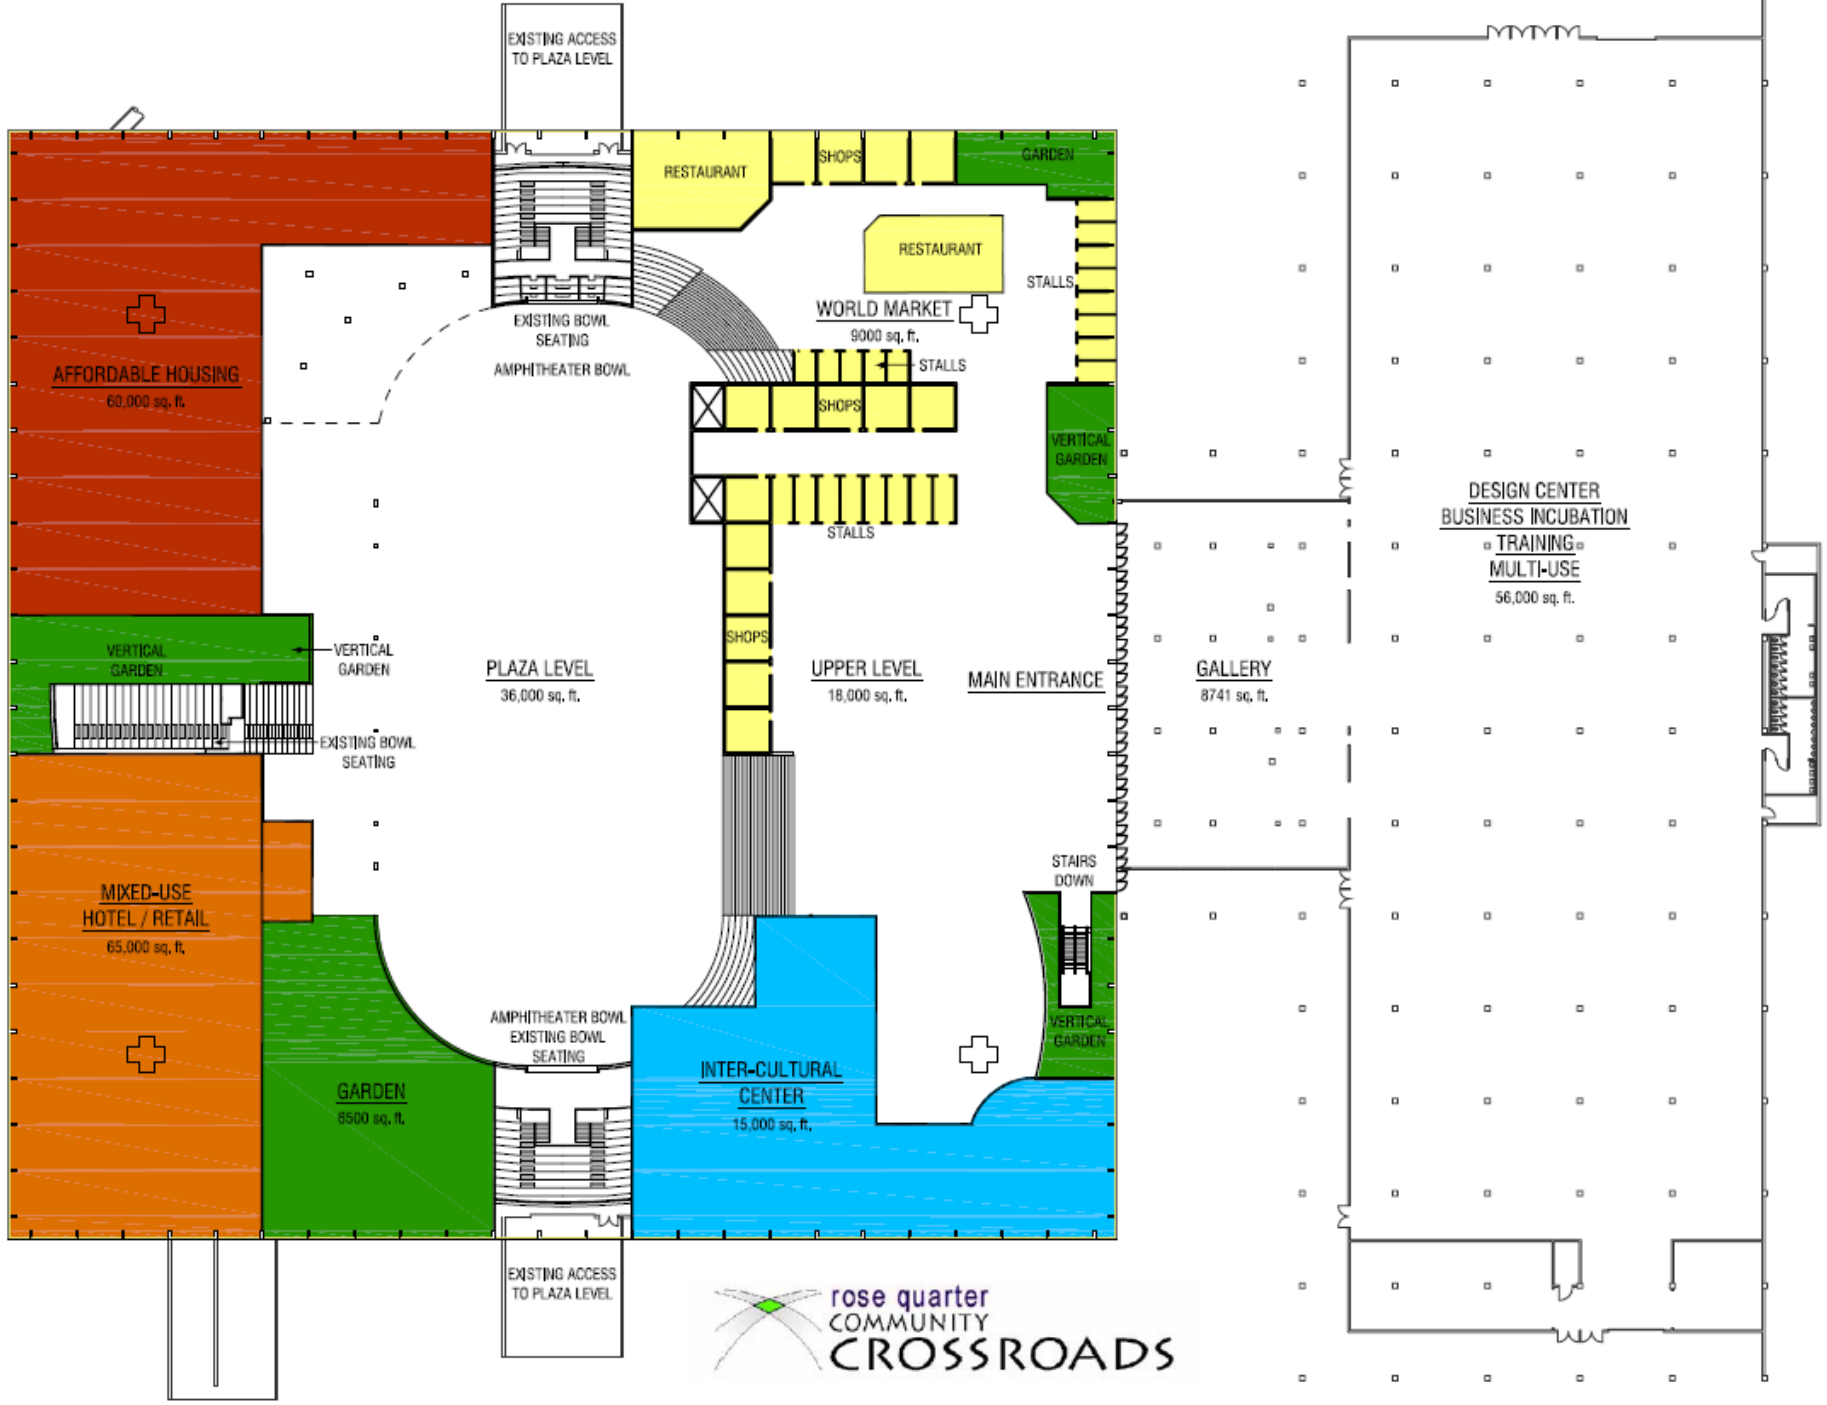 EXISTING ACCESS
TO PLAZA LEVEL
RESTAURANT
SHOPS
GARDEN
RESTAURANT
STALLS
WORLD MARKET
9000 sq. ft.
EXISTING BOWL
SEATING
AMPHITHEATER BOWL
STALLS
AFFORDABLE HOUSING
60,000 sq. ft.
SHOPS
VERTICAL
GARDEN
STALLS
DESIGN CENTER
BUSINESS INCUBATION
TRAINING
MULTI-USE
56,000 sq. ft.
VERTICAL
GARDEN
VERTICAL
GARDEN
SHOPS
PLAZA LEVEL
36,000 sq. ft.
UPPER LEVEL
18,000 sq. ft.
MAIN ENTRANCE
GALLERY
8741 sq. ft.
EXISTING BOWL
SEATING
STAIRS
DOWN
MIXED-USE
HOTEL / RETAIL
65,000 sq. ft.
AMPHITHEATER BOWL
EXISTING BOWL
SEATING
VERTICAL
GARDEN
GARDEN
6500 sq. ft.
INTER-CULTURAL
CENTER
15,000 sq. ft.
EXISTING ACCESS
TO PLAZA LEVEL
rose quarter
COMMUNITY
CROSSROADS